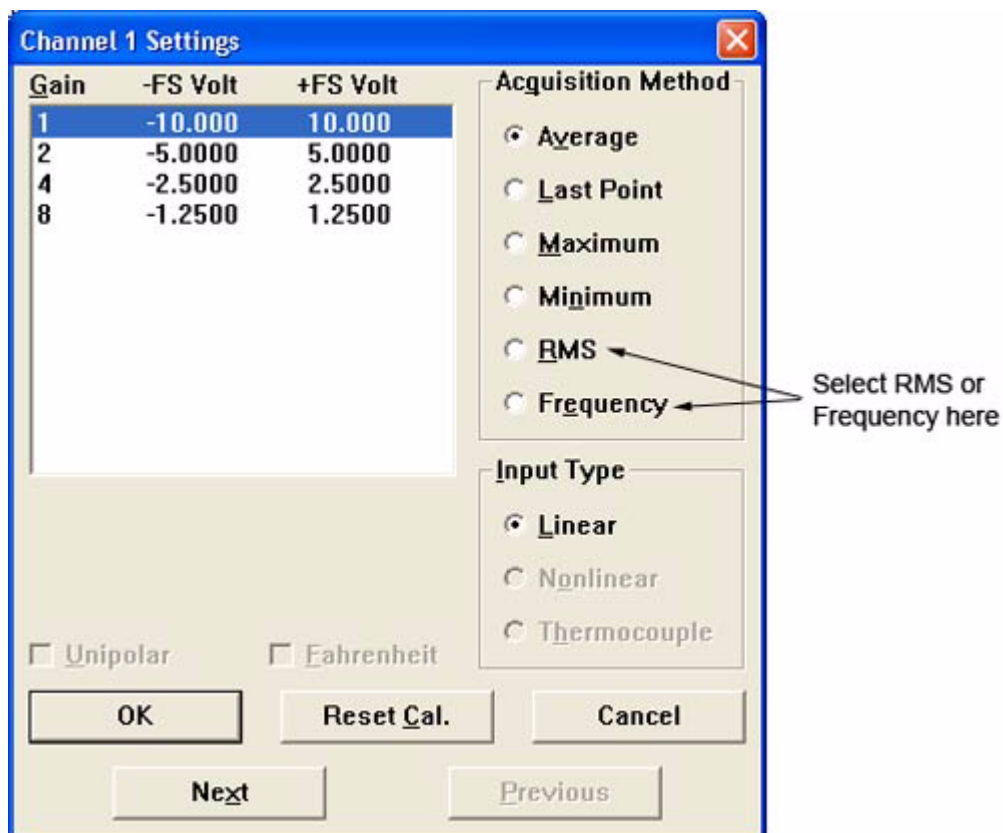 Channel 1 Settings
Gain -FS Volt +FS Volt
1 -10.000 10.000
2 -5.0000 5.0000
4 -2.5000 2.5000
8 -1.2500 1.2500
Acquisition Method
Average
Last Point
Maximum
Minimum
RMS
Frequency
Select RMS or
Frequency here
Input Type
Linear
Nonlinear
Thermocouple
Unipolar Fahrenheit
OK Reset Cal. Cancel
Next Previous